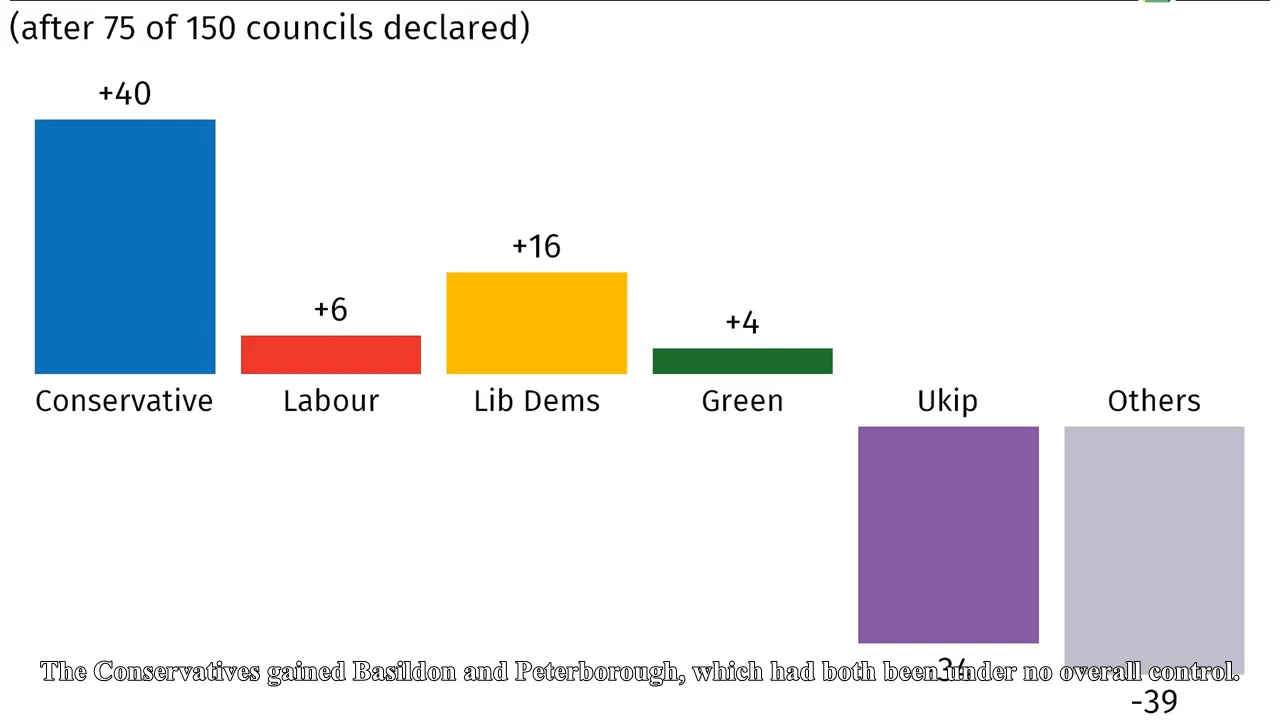 (after 75 of 150 councils declared)
+40
+6
+16
+4
Conservative
Labour
Lib Dems
Green
Ukip
Others
-34
The Conservatives gained Basildon and Peterborough, which had both been under no overall control.
-39